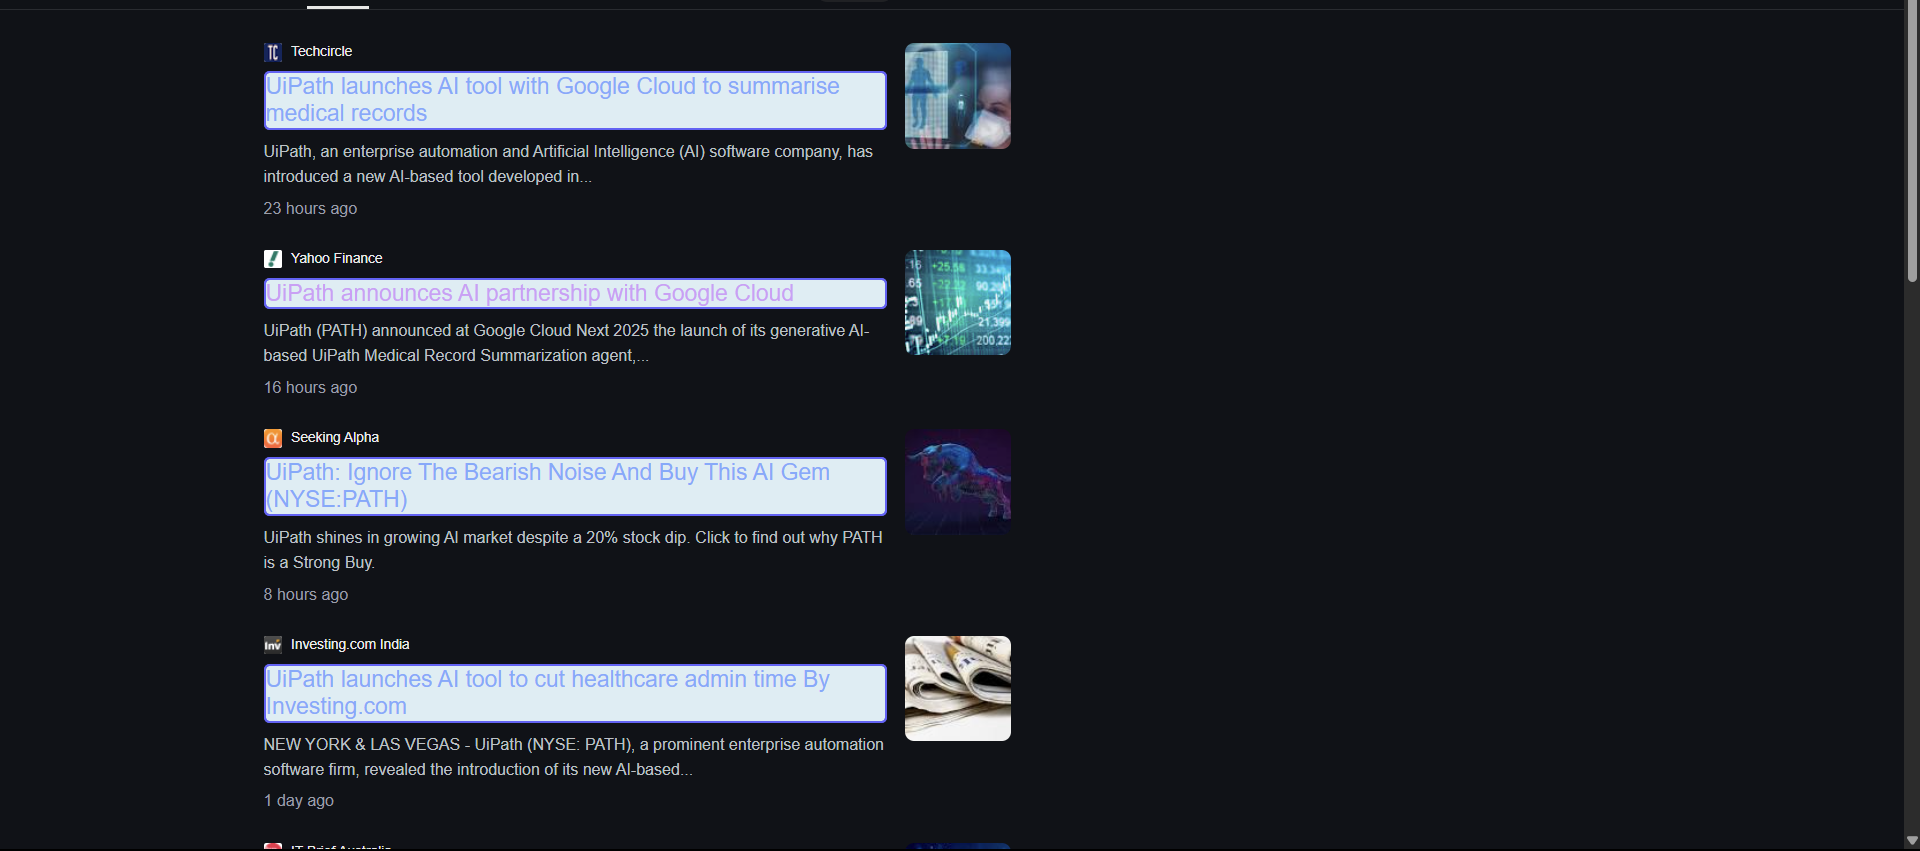 Techcircle
UiPath launches AI tool with Google Cloud to summarise
medical records
UiPath, an enterprise automation and Artificial Intelligence (AI) software company, has
introduced a new AI-based tool developed in...
23 hours ago
Yahoo Finance
UiPath announces AI partnership with Google Cloud
UiPath (PATH) announced at Google Cloud Next 2025 the launch of its generative AI-
based UiPath Medical Record Summarization agent,...
16 hours ago
Seeking Alpha
UiPath: Ignore The Bearish Noise And Buy This AI Gem
(NYSE:PATH)
UiPath shines in growing AI market despite a 20% stock dip. Click to find out why PATH
is a Strong Buy.
8 hours ago
Inv Investing.com India
UiPath launches AI tool to cut healthcare admin time By
Investing.com
NEW YORK & LAS VEGAS - UiPath (NYSE: PATH), a prominent enterprise automation
software firm, revealed the introduction of its new AI-based...
1 day ago